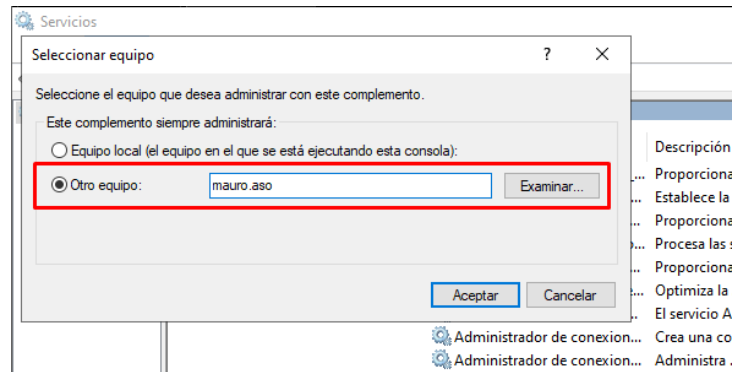 Servicios
Seleccionar equipo
?
Seleccione el equipo que desea administrar con este complemento.
Este complemento siempre administrará:
Equipo local (el equipo en el que se está ejecutando esta consola):
Otro equipo: mauro.aso Examinar...
Aceptar Cancelar
Descripción
... Proporciona
... Establece la
... Proporciona
... Procesa las
... Proporciona
... Optimiza la
... El servicio A
Administrador de conexion... Crea una co
Administrador de conexion... Administra